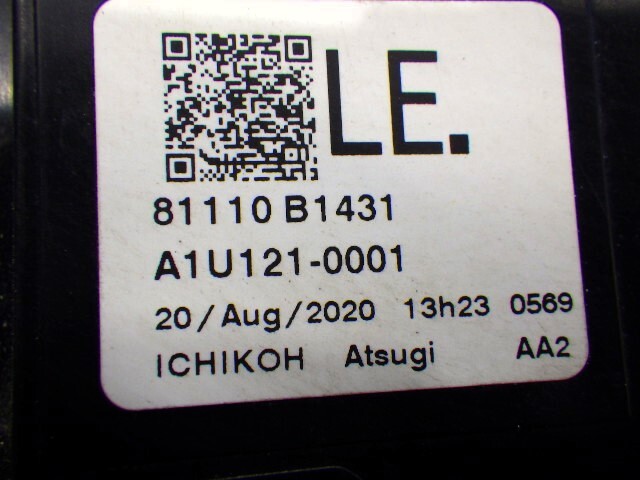 LE.
81110 B1431
A1U121-0001
20/Aug/2020 13h23 0569
ICHIKOH Atsugi AA2